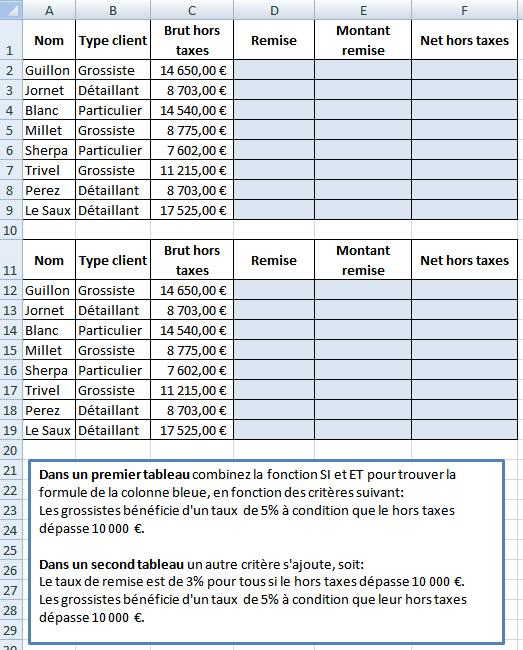 A B C D E F
1 Nom Type client Brut hors taxes Remise Montant remise Net hors taxes
2 Guillon Grossiste 14 650,00 €
3 Jornet Détaillant 8 703,00 €
4 Blanc Particulier 14 540,00 €
5 Millet Grossiste 8 775,00 €
6 Sherpa Particulier 7 602,00 €
7 Trivel Grossiste 11 215,00 €
8 Perez Détaillant 8 703,00 €
9 Le Saux Détaillant 17 525,00 €
10
11 Nom Type client Brut hors taxes Remise Montant remise Net hors taxes
12 Guillon Grossiste 14 650,00 €
13 Jornet Détaillant 8 703,00 €
14 Blanc Particulier 14 540,00 €
15 Millet Grossiste 8 775,00 €
16 Sherpa Particulier 7 602,00 €
17 Trivel Grossiste 11 215,00 €
18 Perez Détaillant 8 703,00 €
19 Le Saux Détaillant 17 525,00 €
20
21 Dans un premier tableau combinez la fonction SI et ET pour trouver la
22 formule de la colonne bleue, en fonction des critères suivant:
23 Les grossistes bénéficie d'un taux de 5% à condition que le hors taxes
24 dépasse 10 000 €.
25
26 Dans un second tableau un autre critère s'ajoute, soit:
27 Le taux de remise est de 3% pour tous si le hors taxes dépasse 10 000 €.
28 Les grossistes bénéficie d'un taux de 5% à condition que leur hors taxes
29 dépasse 10 000 €.